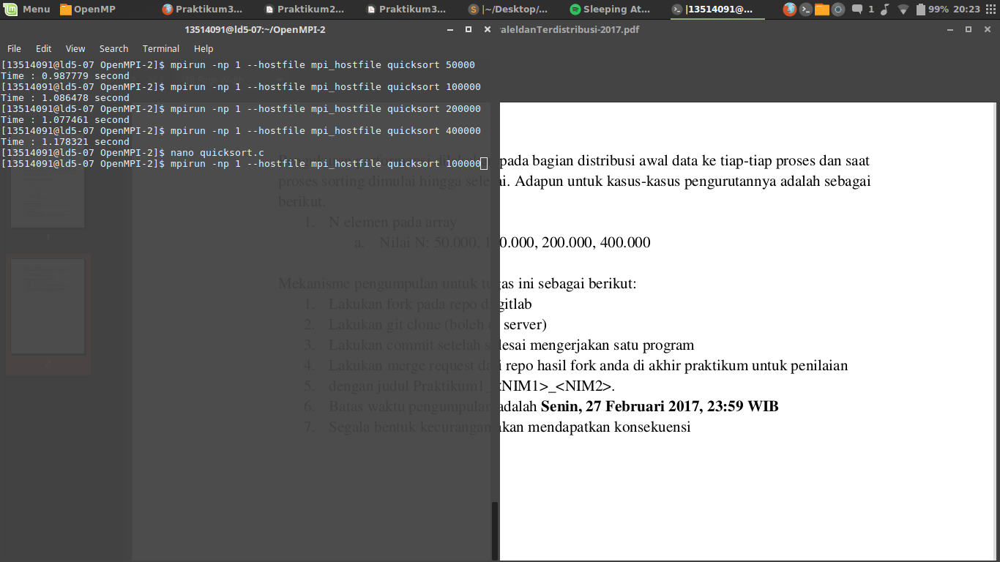 Menu OpenMP Praktikum3... Praktikum2... Praktikum3... |~/Desktop/... Sleeping At... |13514091@... 1 99% 20:23
13514091@ld5-07:~/OpenMPI-2
raleldanTerdistribusi-2017.pdf
File Edit View Search Terminal Help
[13514091@ld5-07 OpenMPI-2]$ mpirun -np 1 --hostfile mpi_hostfile quicksort 50000
Time : 0.987779 second
[13514091@ld5-07 OpenMPI-2]$ mpirun -np 1 --hostfile mpi_hostfile quicksort 100000
Time : 1.086478 second
[13514091@ld5-07 OpenMPI-2]$ mpirun -np 1 --hostfile mpi_hostfile quicksort 200000
Time : 1.077461 second
[13514091@ld5-07 OpenMPI-2]$ mpirun -np 1 --hostfile mpi_hostfile quicksort 400000
Time : 1.178321 second
[13514091@ld5-07 OpenMPI-2]$ nano quicksort.c
[13514091@ld5-07 OpenMPI-2]$ mpirun -np 1 --hostfile mpi_hostfile quicksort 100000
pada bagian distribusi awal data ke tiap-tiap proses dan saat
proses sorting dimulai hingga selesai. Adapun untuk kasus-kasus pengurutannya adalah sebagai
berikut.
1. N elemen pada array
a. Nilai N: 50.000, 100.000, 200.000, 400.000
Mekanisme pengumpulan untuk tugas ini sebagai berikut:
1. Lakukan fork pada repo di gitlab
2. Lakukan git clone (boleh di server)
3. Lakukan commit setelah selesai mengerjakan satu program
4. Lakukan merge request dari repo hasil fork anda di akhir praktikum untuk penilaian
5. dengan judul Praktikum1_<NIM1>_<NIM2>.
6. Batas waktu pengumpulan adalah Senin, 27 Februari 2017, 23:59 WIB
7. Segala bentuk kecurangan akan mendapatkan konsekuensi